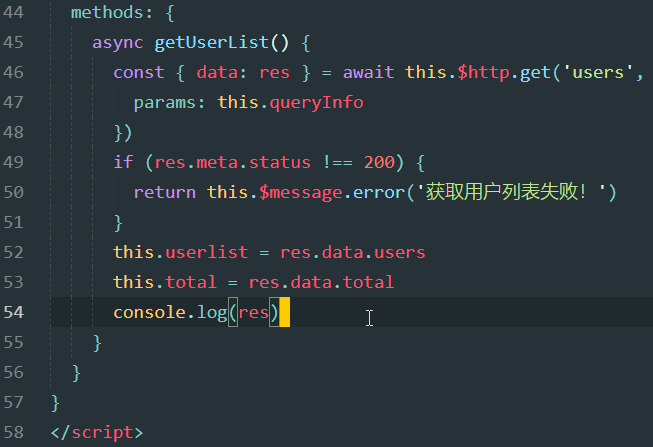 44 methods: {
45 async getUserList() {
46 const { data: res } = await this.$http.get('users',
47 params: this.queryInfo
48 })
49 if (res.meta.status !== 200) {
50 return this.$message.error('获取用户列表失败！')
51 }
52 this.userlist = res.data.users
53 this.total = res.data.total
54 console.log(res)
55 }
56 }
57 }
58 </script>